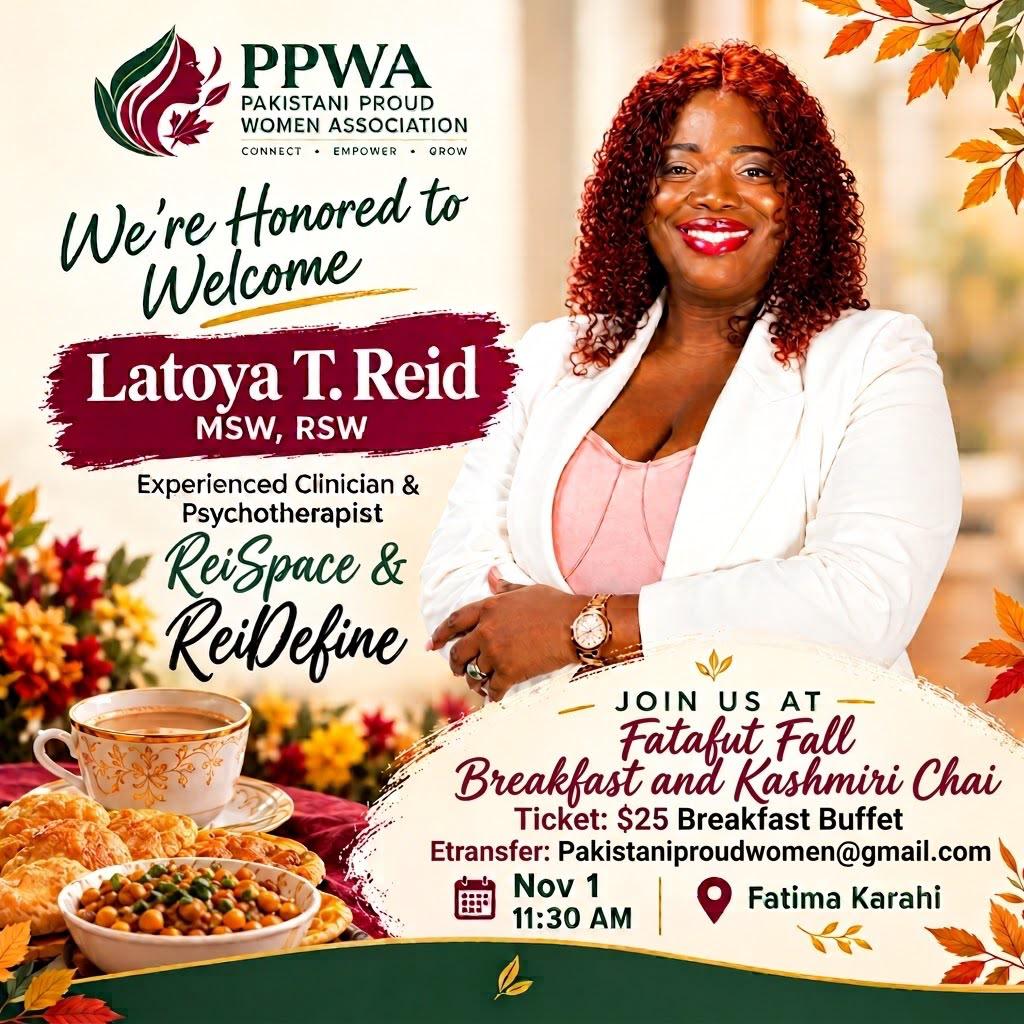 PPWA
PAKISTANI PROUD
WOMEN ASSOCIATION
CONNECT • EMPOWER • GROW
We're Honored to
Welcome
Latoya T. Reid
MSW, RSW
Experienced Clinician &
Psychotherapist
ReiSpace &
ReiDefine
JOIN US AT
Fatafut Fall
Breakfast and Kashmiri Chai
Ticket: $25 Breakfast Buffet
Etransfer: Pakistaniproudwomen@gmail.com
Nov 1
11:30 AM
Fatima Karahi